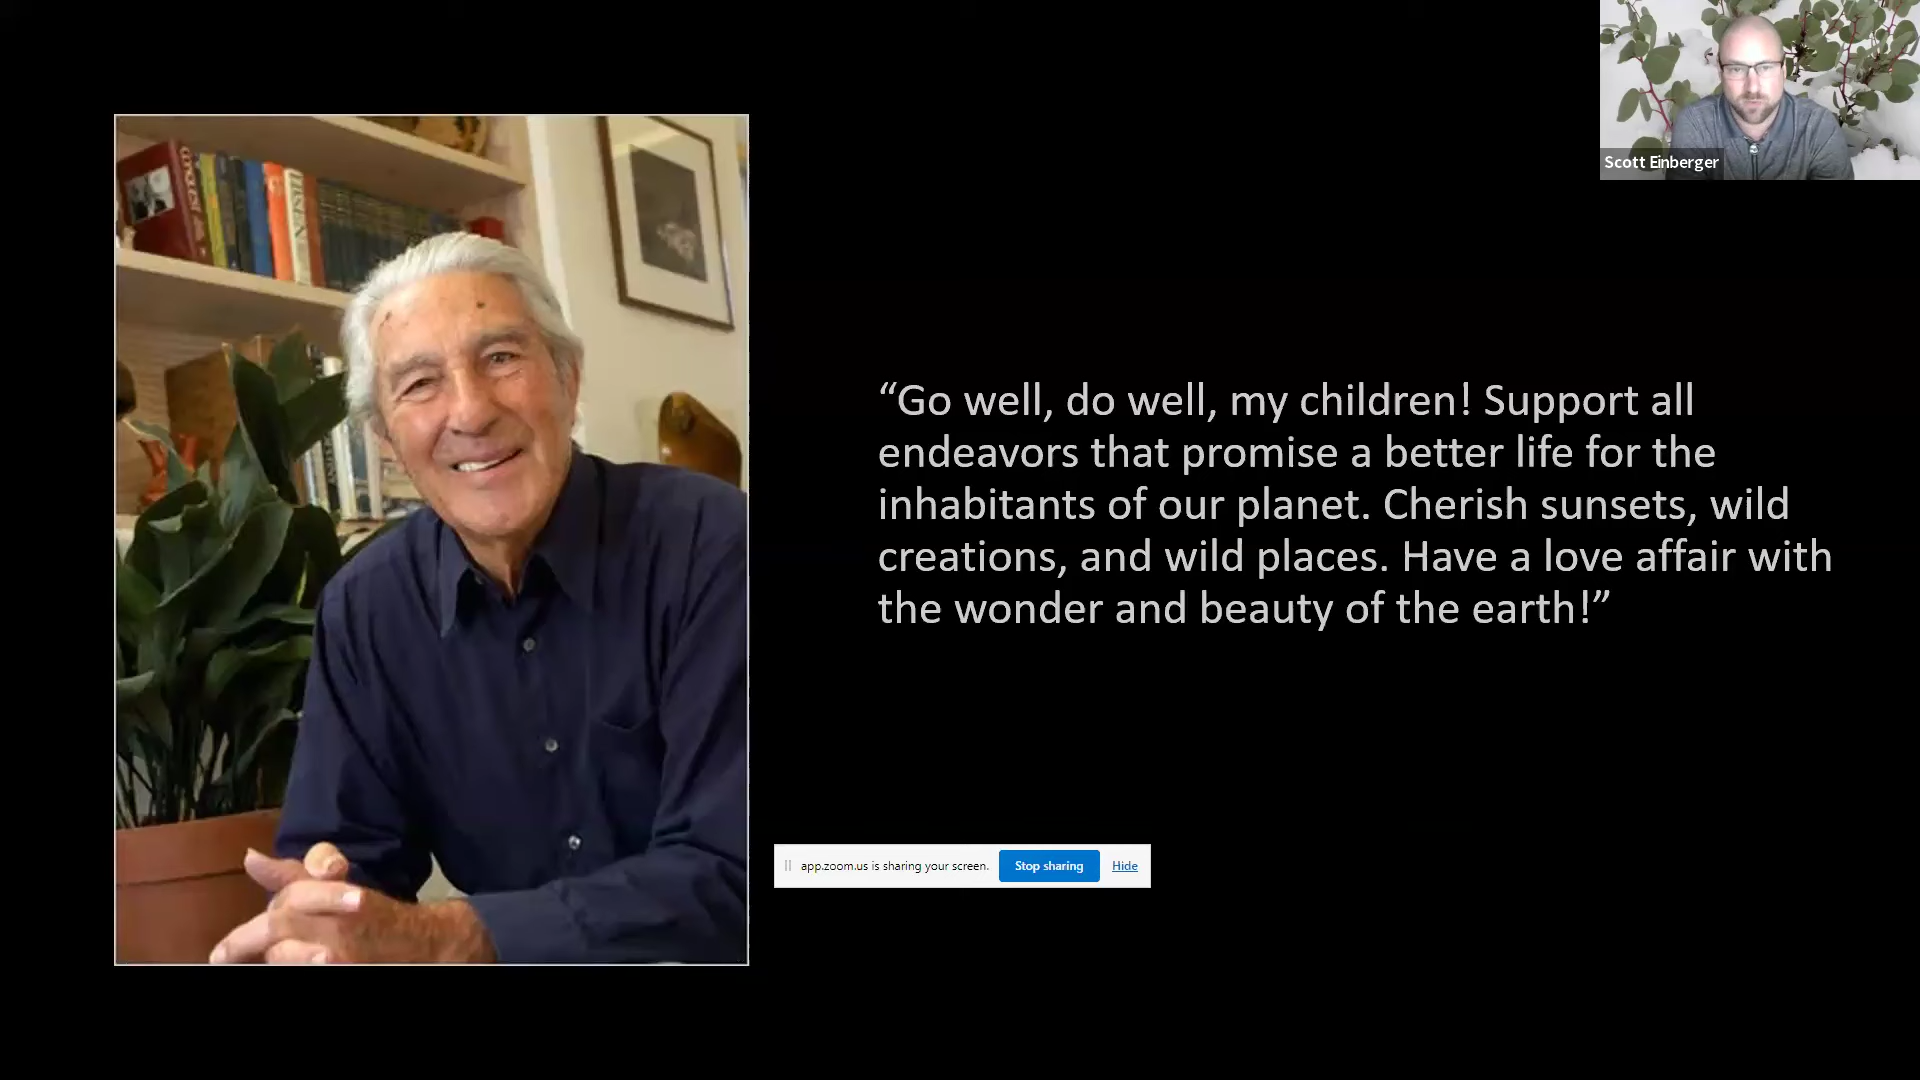 Scott Einberger
“Go well, do well, my children! Support all
endeavors that promise a better life for the
inhabitants of our planet. Cherish sunsets, wild
creations, and wild places. Have a love affair with
the wonder and beauty of the earth!”
app.zoom.us is sharing your screen. Stop sharing Hide